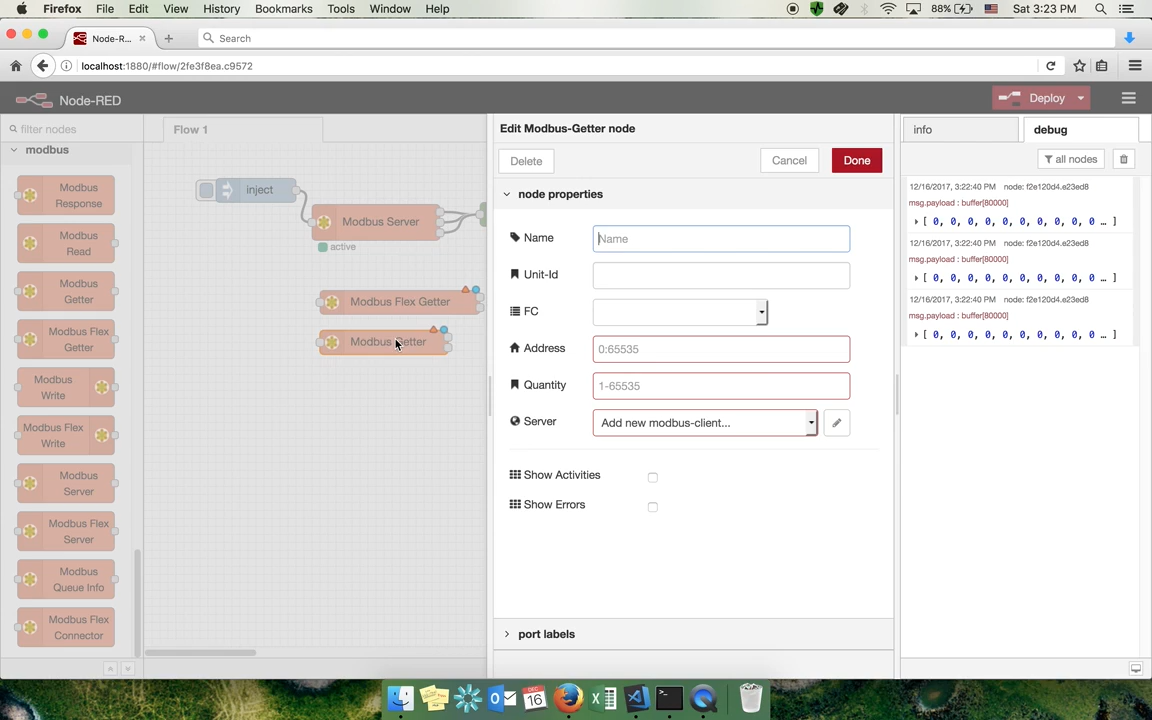 Firefox File Edit View History Bookmarks Tools Window Help 88% Sat 3:23 PM
Node-R... Search
localhost:1880/#flow/2fe3f8ea.c9572
Node-RED Deploy
filter nodes
modbus
Modbus
Response
Modbus
Read
Modbus
Getter
Modbus Flex
Getter
Modbus
Write
Modbus Flex
Write
Modbus
Server
Modbus Flex
Server
Modbus
Queue Info
Modbus Flex
Connector
Flow 1
inject
Modbus Server
active
Modbus Flex Getter
Modbus Getter
Edit Modbus-Getter node
Delete Cancel Done
node properties
Name Name
Unit-Id
FC
Address 0:65535
Quantity 1-65535
Server Add new modbus-client...
Show Activities
Show Errors
port labels
info debug
all nodes
12/16/2017, 3:22:40 PM node: f2e120d4.e23ed8
msg.payload : buffer[80000]
[ 0, 0, 0, 0, 0, 0, 0, 0, 0, 0 … ]
12/16/2017, 3:22:40 PM node: f2e120d4.e23ed8
msg.payload : buffer[80000]
[ 0, 0, 0, 0, 0, 0, 0, 0, 0, 0 … ]
12/16/2017, 3:22:40 PM node: f2e120d4.e23ed8
msg.payload : buffer[80000]
[ 0, 0, 0, 0, 0, 0, 0, 0, 0, 0 … ]
DEC
16